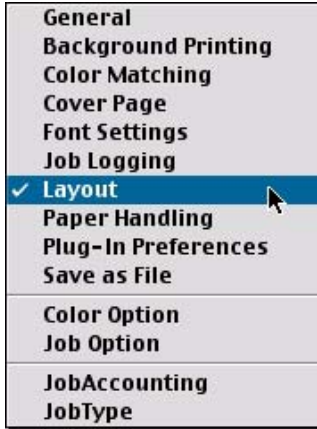 General
Background Printing
Color Matching
Cover Page
Font Settings
Job Logging
Layout
Paper Handling
Plug-In Preferences
Save as File
Color Option
Job Option
JobAccounting
JobType